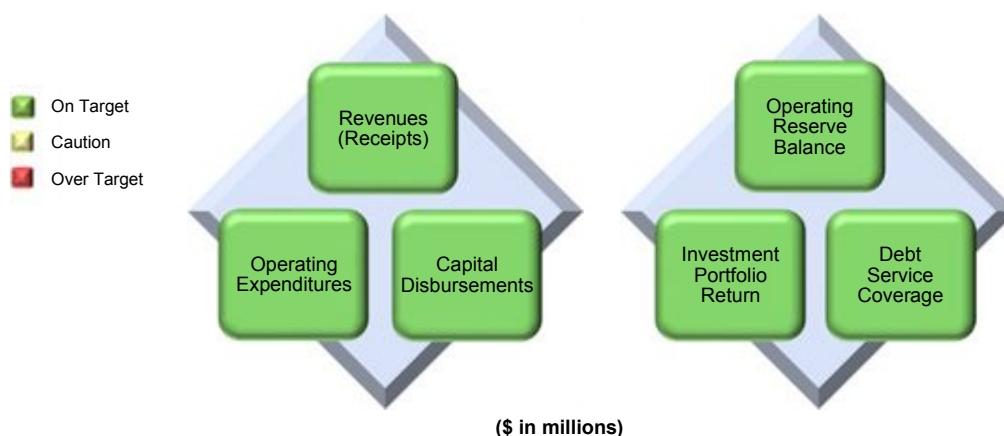 On Target
Caution
Over Target
Revenues
(Receipts)
Operating
Expenditures
Capital
Disbursements
Operating
Reserve
Balance
Investment
Portfolio
Return
Debt
Service
Coverage
($ in millions)